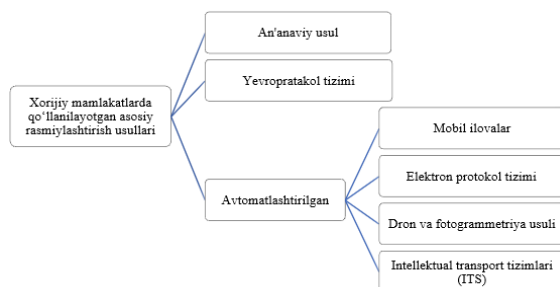 An'anaviy usul
Yevropratakol tizimi
Xorijiy mamlakatlarda
qo‘llanilayotgan asosiy
rasmiylashtirish usullari
Avtomatlashtirilgan
Mobil ilovalar
Elektron protokol tizimi
Dron va fotogrammetriya usuli
Intellektual transport tizimlari
(ITS)